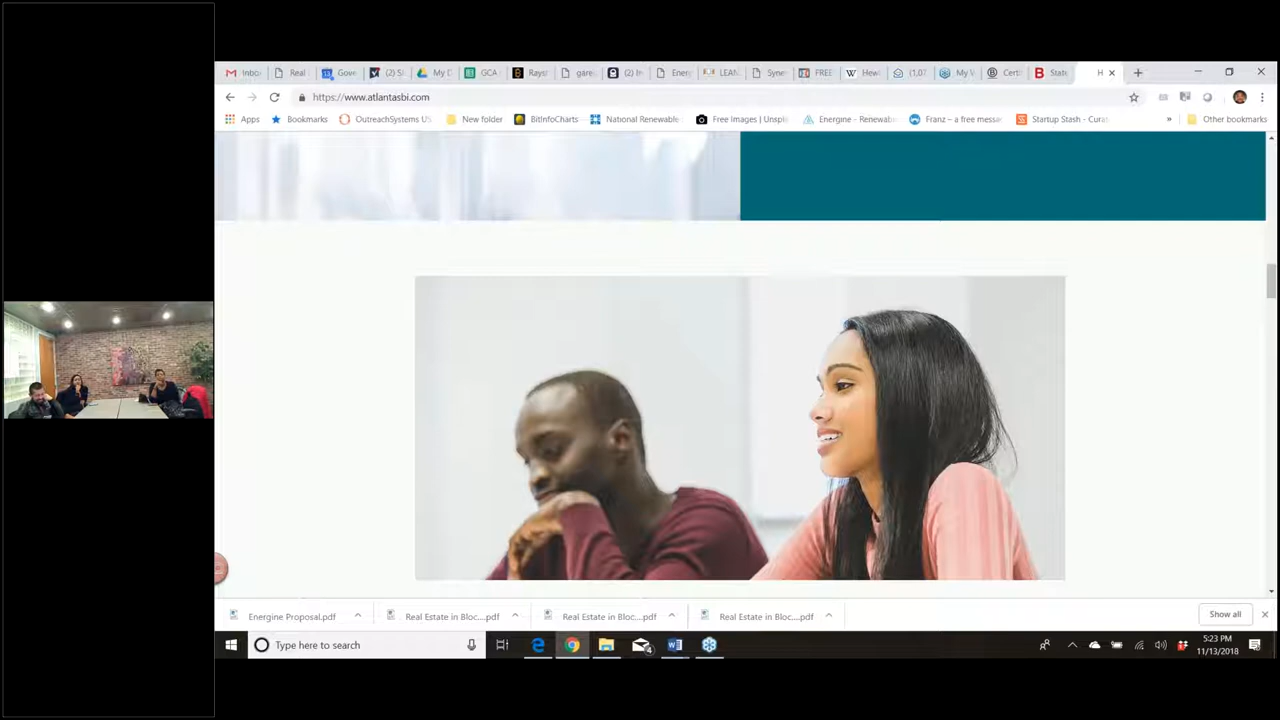 Inbo
Real
Gove
(2) S
My D
GCA
Rays
gare
(2) In
Energ
LEAN
Syne
FREE
Hew
(1,07
My V
Certi
State
H
https://www.atlantasbi.com
Apps
Bookmarks
OutreachSystems US
New folder
BitInfoCharts
National Renewable
Free Images | Unspl
Energine – Renewab
Franz – a free messa
Startup Stash - Cura
»
Other bookmarks
Energine Proposal.pdf
Real Estate in Bloc....pdf
Real Estate in Bloc....pdf
Real Estate in Bloc....pdf
Show all
Type here to search
5:23 PM
11/13/2018